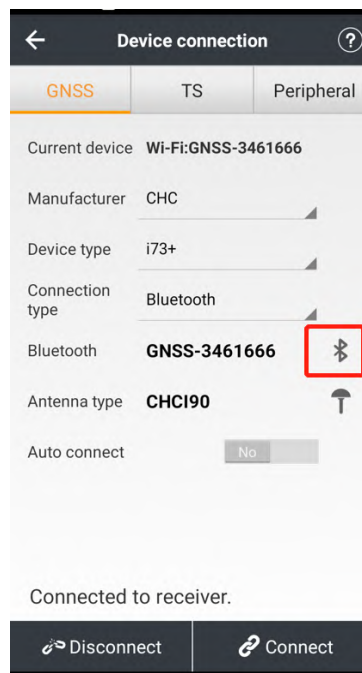 Device connection ?
GNSS TS Peripheral
Current device Wi-Fi:GNSS-3461666
Manufacturer CHC
Device type i73+
Connection
type Bluetooth
Bluetooth GNSS-3461666
Antenna type CHCI90
Auto connect No
Connected to receiver.
Disconnect Connect